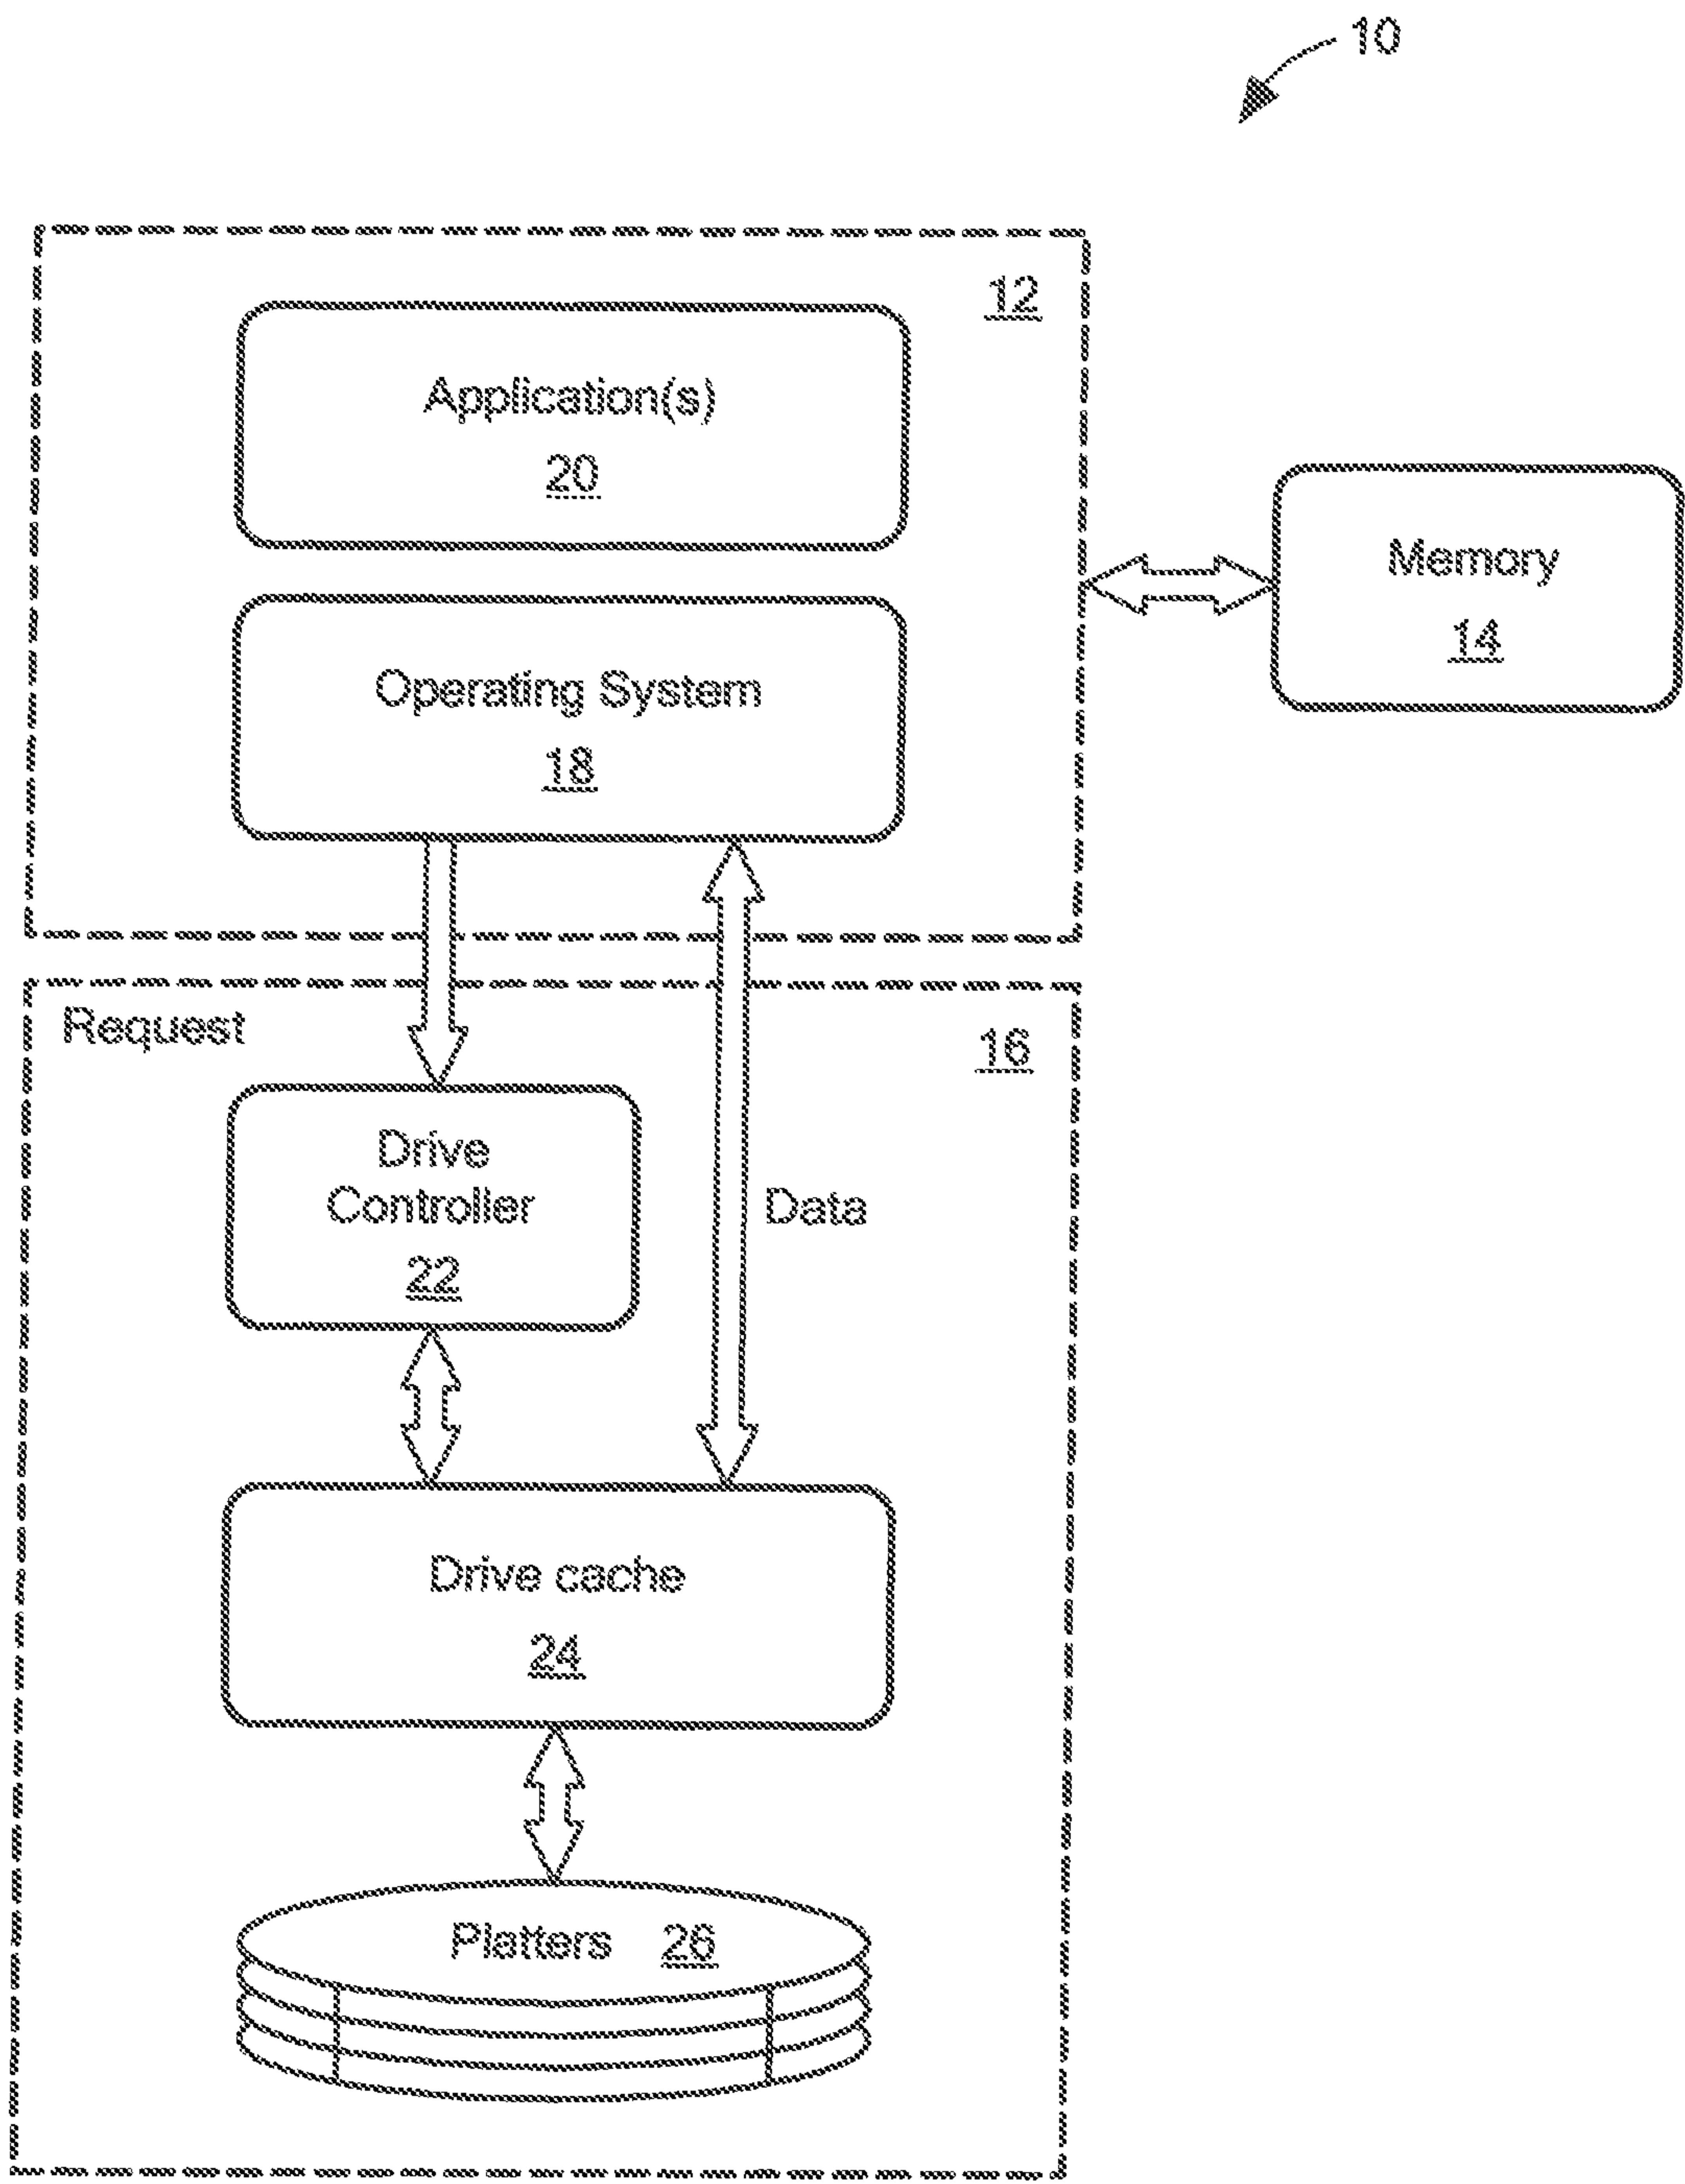 10
12
Application(s)
20
Memory
14
Operating System
18
Request
16
Drive
Controller
22
Data
Drive cache
24
Platters 26